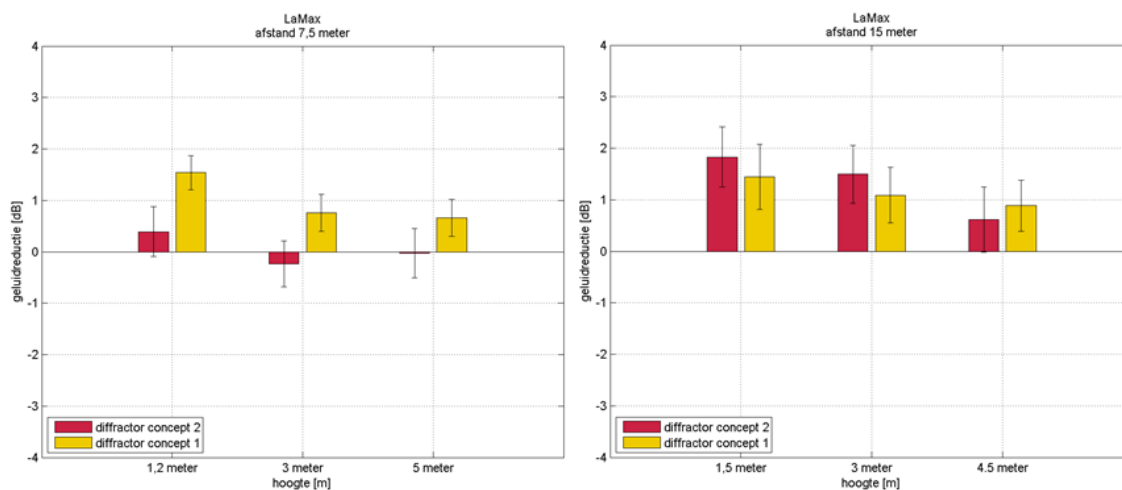 LaMax
afstand 7,5 meter
4
3
2
1
0
-1
-2
-3
-4
geluidreductie [dB]
diffractor concept 2
diffractor concept 1
1,2 meter
3 meter
5 meter
hoogte [m]
LaMax
afstand 15 meter
4
3
2
1
0
-1
-2
-3
-4
geluidreductie [dB]
diffractor concept 2
diffractor concept 1
1,5 meter
3 meter
4.5 meter
hoogte [m]